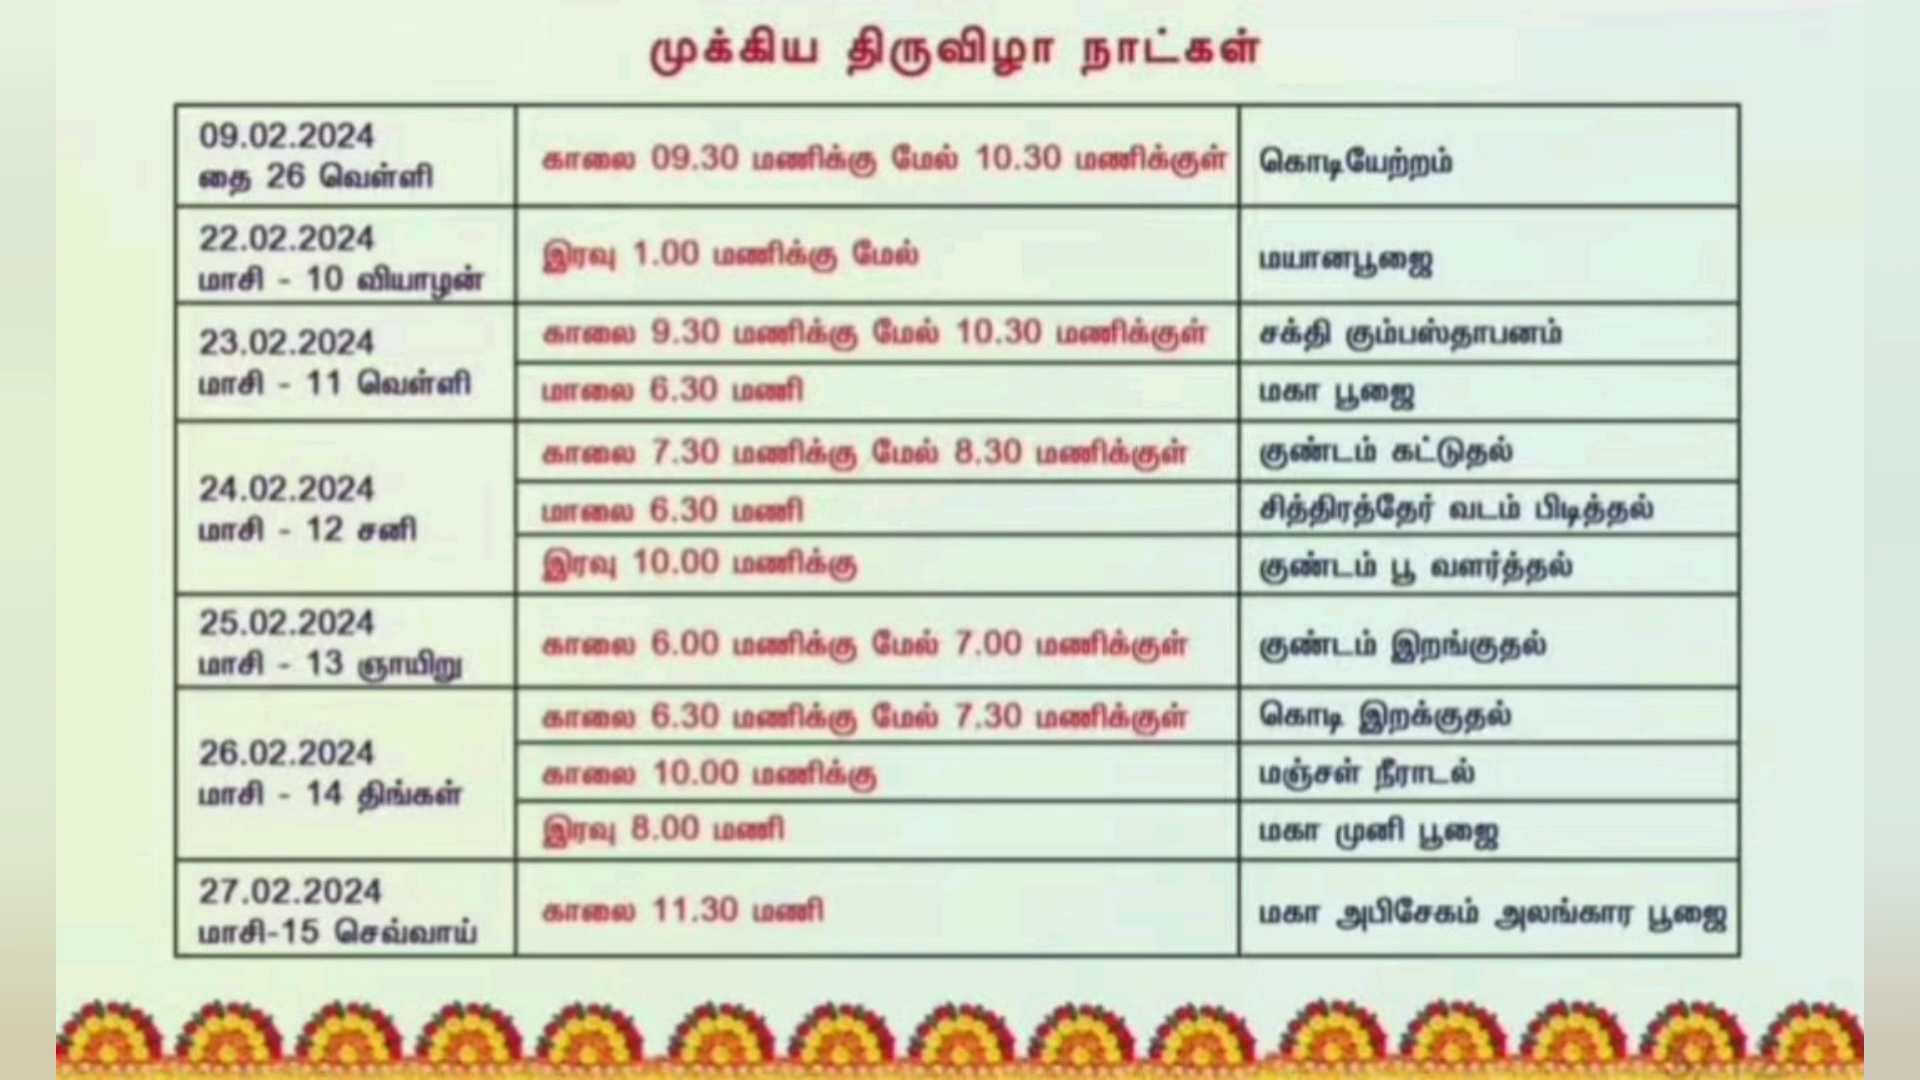 முக்கிய திருவிழா நாட்கள்
09.02.2024
தை 26 வெள்ளி
காலை 09.30 மணிக்கு மேல் 10.30 மணிக்குள்
கொடியேற்றம்
22.02.2024
மாசி - 10 வியாழன்
இரவு 1.00 மணிக்கு மேல்
மயானபூஜை
23.02.2024
மாசி - 11 வெள்ளி
காலை 9.30 மணிக்கு மேல் 10.30 மணிக்குள்
சக்தி கும்பஸ்தாபனம்
மாலை 6.30 மணி
மகா பூஜை
24.02.2024
மாசி - 12 சனி
காலை 7.30 மணிக்கு மேல் 8.30 மணிக்குள்
குண்டம் கட்டுதல்
மாலை 6.30 மணி
சித்திரத்தேர் வடம் பிடித்தல்
இரவு 10.00 மணிக்கு
குண்டம் பூ வளர்த்தல்
25.02.2024
மாசி - 13 ஞாயிறு
காலை 6.00 மணிக்கு மேல் 7.00 மணிக்குள்
குண்டம் இறங்குதல்
26.02.2024
மாசி - 14 திங்கள்
காலை 6.30 மணிக்கு மேல் 7.30 மணிக்குள்
கொடி இறக்குதல்
காலை 10.00 மணிக்கு
மஞ்சள் நீராடல்
இரவு 8.00 மணி
மகா முனி பூஜை
27.02.2024
மாசி-15 செவ்வாய்
காலை 11.30 மணி
மகா அபிசேகம் அலங்கார பூஜை